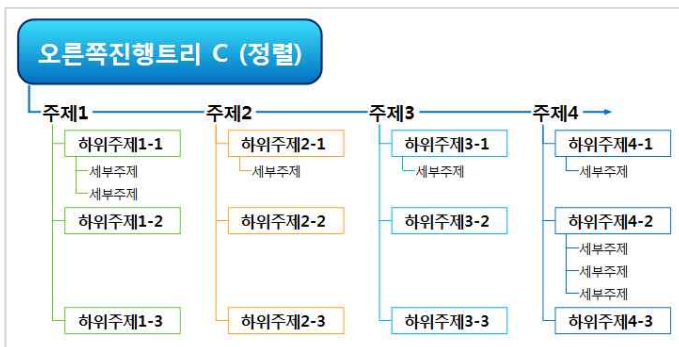 오른쪽진행트리 C (정렬)
주제1 주제2 주제3 주제4
하위주제1-1 하위주제2-1 하위주제3-1 하위주제4-1
세부주제 세부주제 세부주제 세부주제
세부주제
하위주제1-2 하위주제2-2 하위주제3-2 하위주제4-2
세부주제
세부주제
세부주제
하위주제1-3 하위주제2-3 하위주제3-3 하위주제4-3